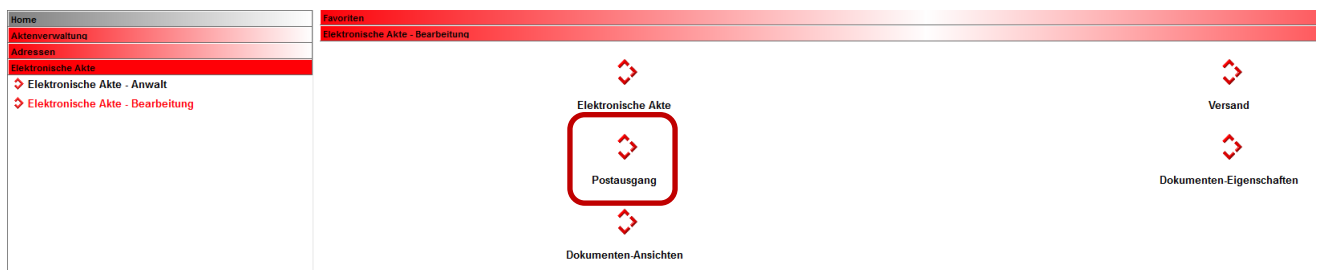 Home
Aktenverwaltung
Adressen
Elektronische Akte
Elektronische Akte - Anwalt
Elektronische Akte - Bearbeitung
Favoriten
Elektronische Akte - Bearbeitung
Elektronische Akte
Versand
Postausgang
Dokumenten-Eigenschaften
Dokumenten-Ansichten